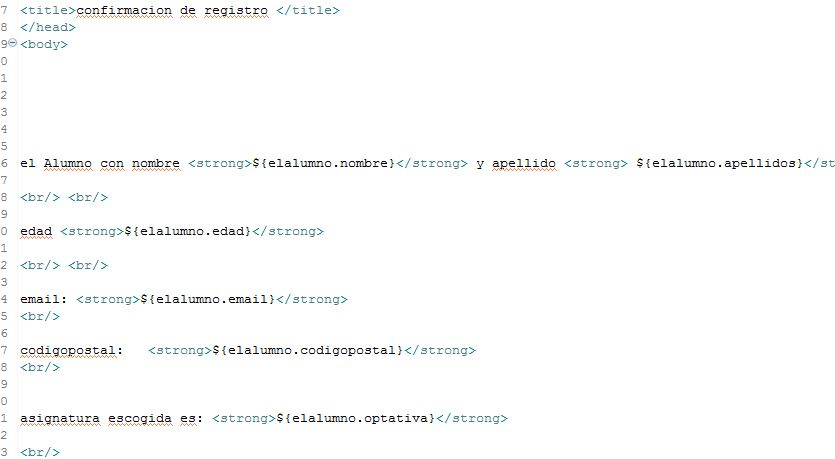 7 <title>confirmacion de registro </title>
8 </head>
9 <body>
0
1
2
3
4
5
6 el Alumno con nombre <strong>${elalumno.nombre}</strong> y apellido <strong> ${elalumno.apellidos}</st
7
8 <br/> <br/>
9
0 edad <strong>${elalumno.edad}</strong>
1
2 <br/> <br/>
3
4 email: <strong>${elalumno.email}</strong>
5 <br/>
6
7 codigopostal:   <strong>${elalumno.codigopostal}</strong>
8 <br/>
9
0
1 asignatura escogida es: <strong>${elalumno.optativa}</strong>
2
3 <br/>